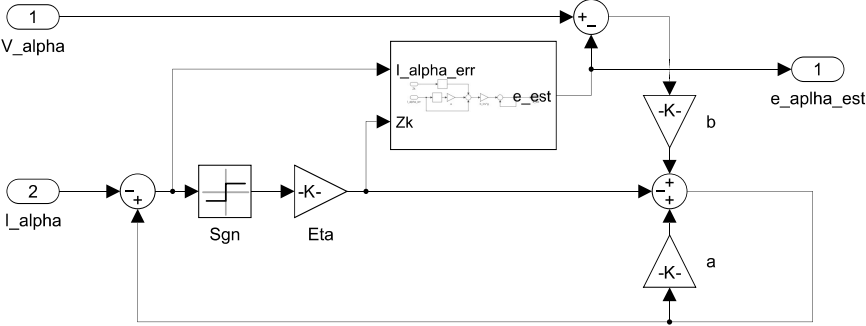 1
V_alpha
+
−
I_alpha_err
e_est
Zk
1
e_aplha_est
-K-
b
2
I_alpha
−
+
Sgn
-K-
Eta
−
+
+
-K-
a